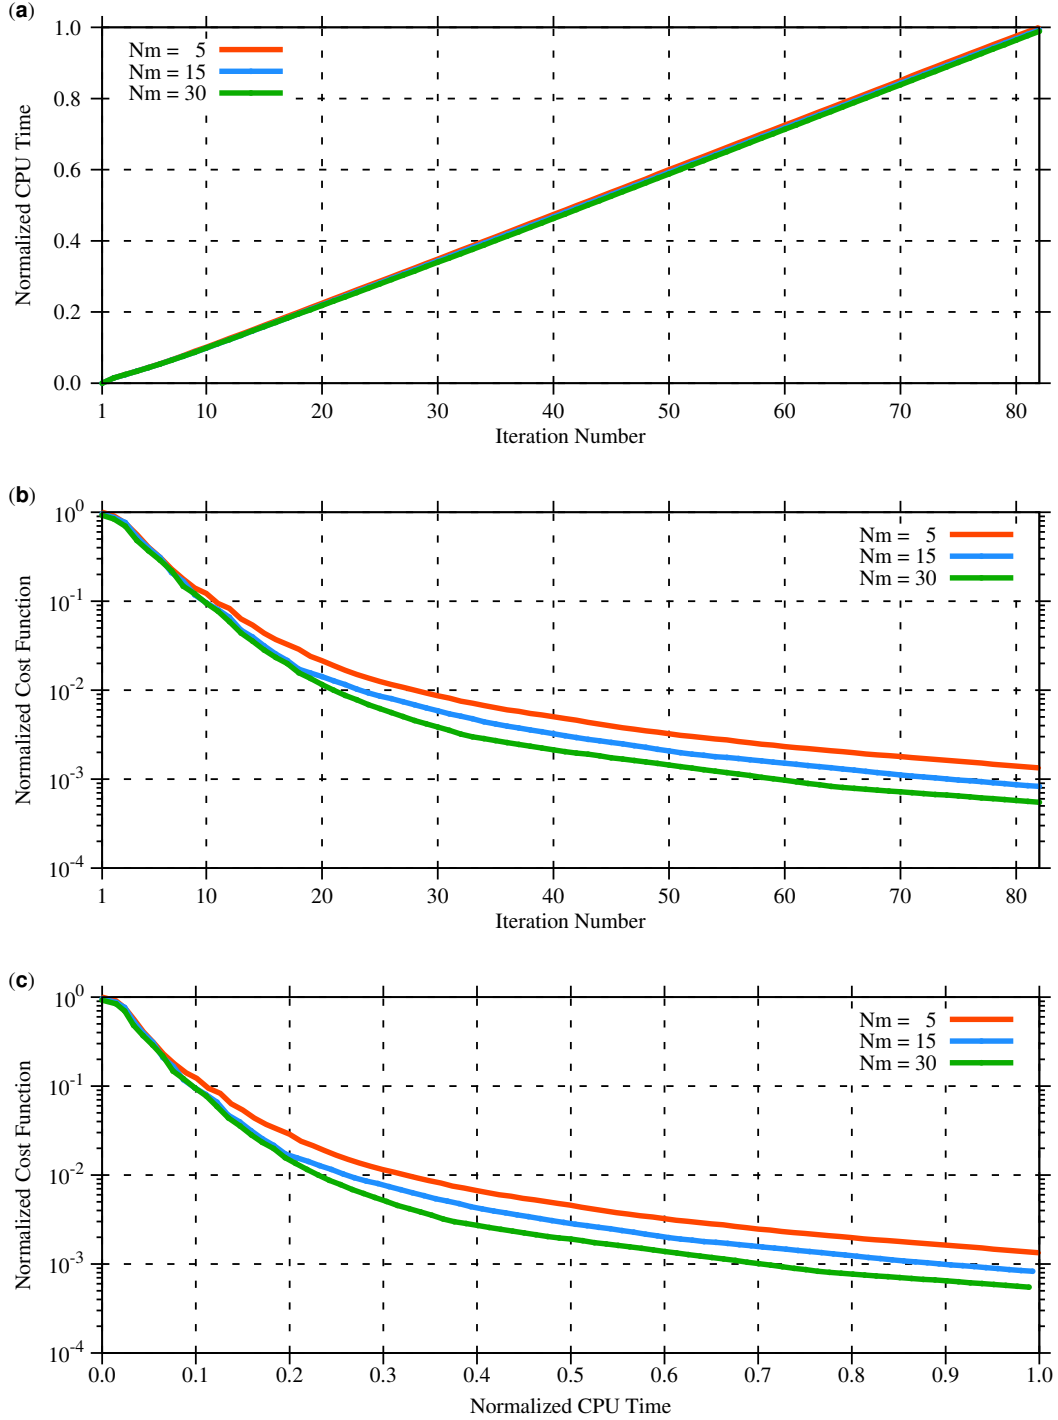 (a)
1.0
Nm = 5
Nm = 15
Nm = 30
0.8
0.6
0.4
0.2
0.0
Normalized CPU Time
1 10 20 30 40 50 60 70 80
Iteration Number
(b)
10^0
Nm = 5
Nm = 15
Nm = 30
10^-1
10^-2
10^-3
10^-4
Normalized Cost Function
1 10 20 30 40 50 60 70 80
Iteration Number
(c)
10^0
Nm = 5
Nm = 15
Nm = 30
10^-1
10^-2
10^-3
10^-4
Normalized Cost Function
0.0 0.1 0.2 0.3 0.4 0.5 0.6 0.7 0.8 0.9 1.0
Normalized CPU Time